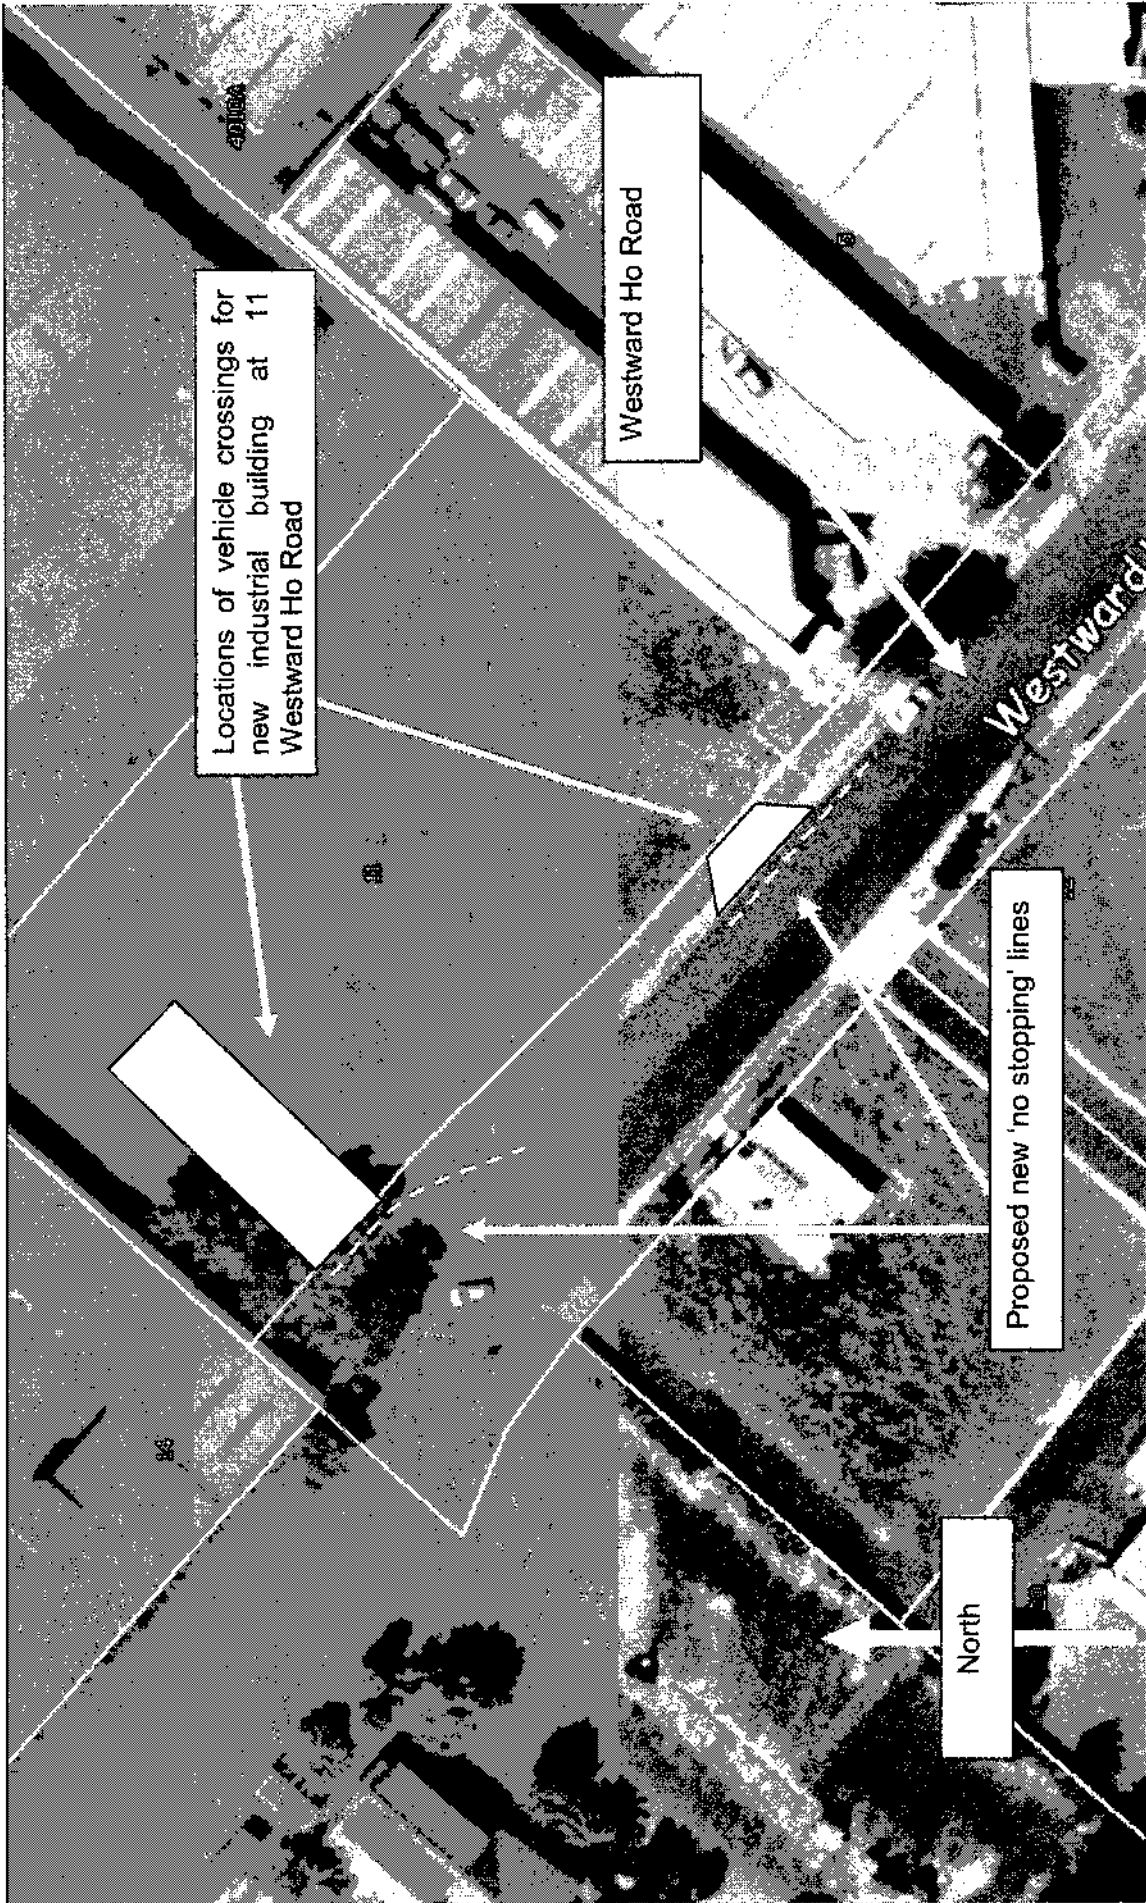 Locations of vehicle crossings for
new industrial building at 11
Westward Ho Road
Westward Ho Road
Westward
Proposed new 'no stopping' lines
North